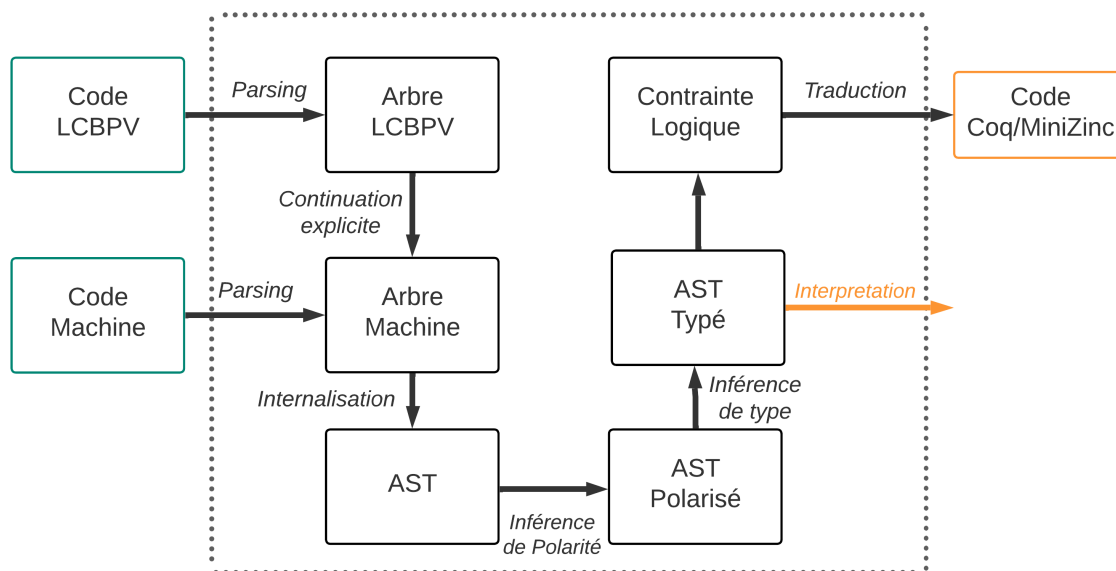 Code
LCBPV
Parsing
Arbre
LCBPV
Contrainte
Logique
Traduction
Code
Coq/MiniZinc
Continuation
explicite
Code
Machine
Parsing
Arbre
Machine
AST
Typé
Interpretation
Internalisation
Inférence
de type
AST
Inférence
de Polarité
AST
Polarisé